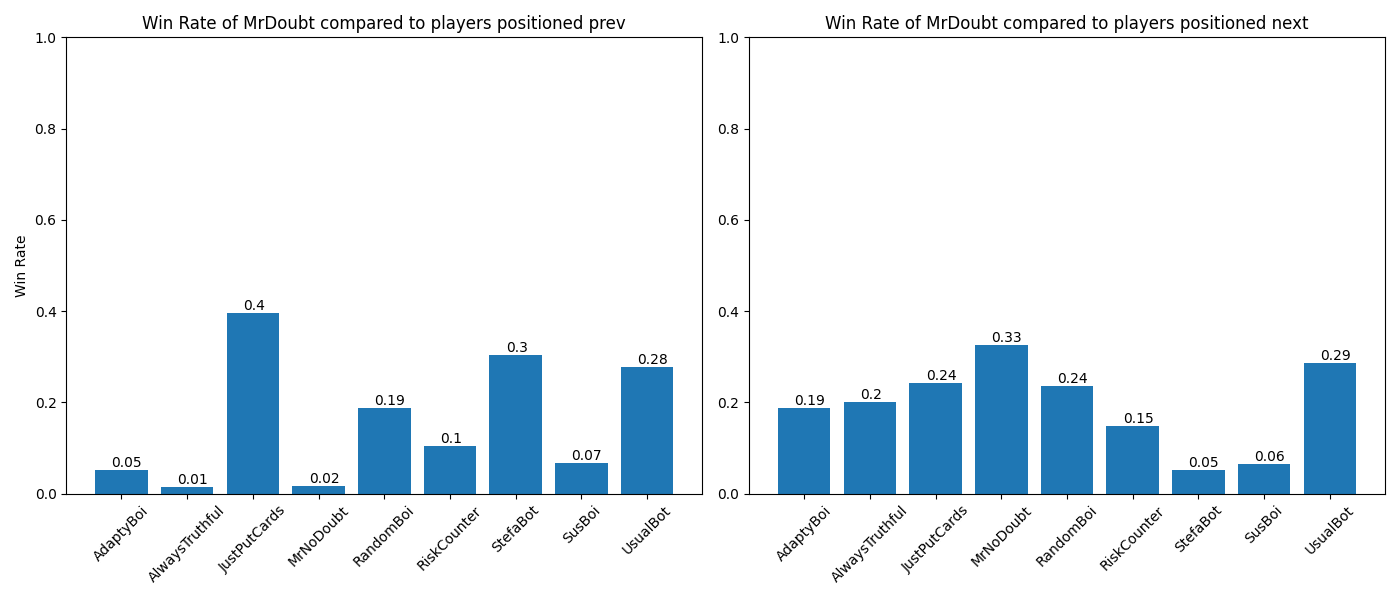 Win Rate of MrDoubt compared to players positioned prev
Win Rate
1.0
0.8
0.6
0.4
0.2
0.0
0.05
0.01
0.4
0.02
0.19
0.1
0.3
0.07
0.28
AdaptyBoi
AlwaysTruthful
JustPutCards
MrNoDoubt
RandomBoi
RiskCounter
StefaBot
SusBoi
UsualBot
Win Rate of MrDoubt compared to players positioned next
1.0
0.8
0.6
0.4
0.2
0.0
0.19
0.2
0.24
0.33
0.24
0.15
0.05
0.06
0.29
AdaptyBoi
AlwaysTruthful
JustPutCards
MrNoDoubt
RandomBoi
RiskCounter
StefaBot
SusBoi
UsualBot